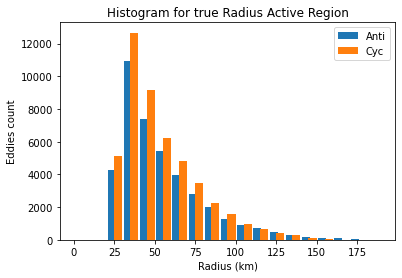 Histogram for true Radius Active Region
Anti
Cyc
Eddies count
12000
10000
8000
6000
4000
2000
0
0 25 50 75 100 125 150 175
Radius (km)